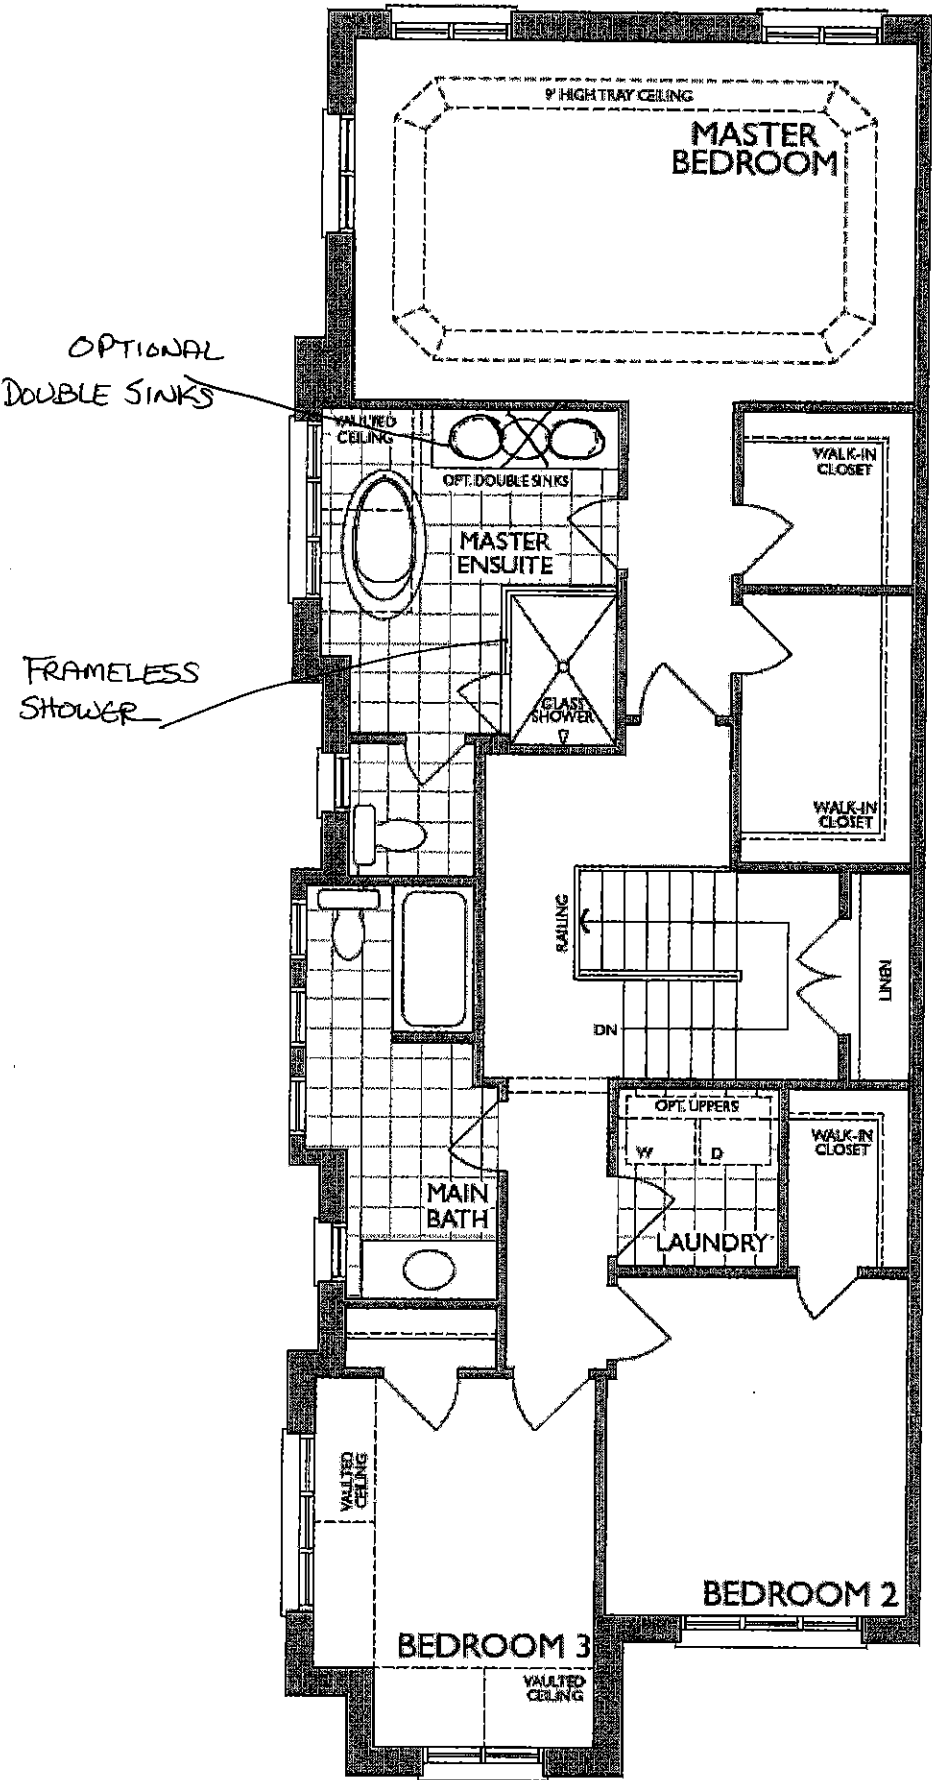 9' HIGH TRAY CEILING
MASTER
BEDROOM
OPTIONAL
DOUBLE SINKS
VAULTED
CEILING
OPT. DOUBLE SINKS
WALK-IN
CLOSET
MASTER
ENSUITE
FRAMELESS
SHOWER
GLASS
SHOWER
WALK-IN
CLOSET
RAILING
LINEN
DN
OPT. UPPERS
W
D
WALK-IN
CLOSET
MAIN
BATH
LAUNDRY
VAULTED
CEILING
BEDROOM 2
BEDROOM 3
VAULTED
CEILING